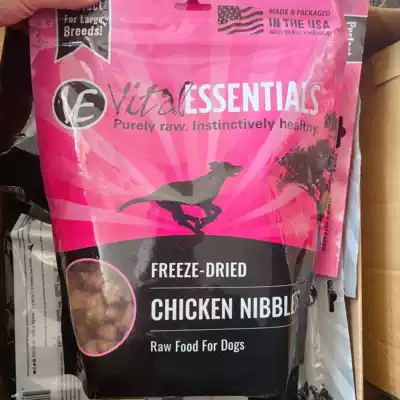 For Large
Breeds!
MADE & PACKAGED
IN THE USA
VE
Vital ESSENTIALS
Purely raw. Instinctively healthy.
FREEZE-DRIED
CHICKEN NIBBL
Raw Food For Dogs